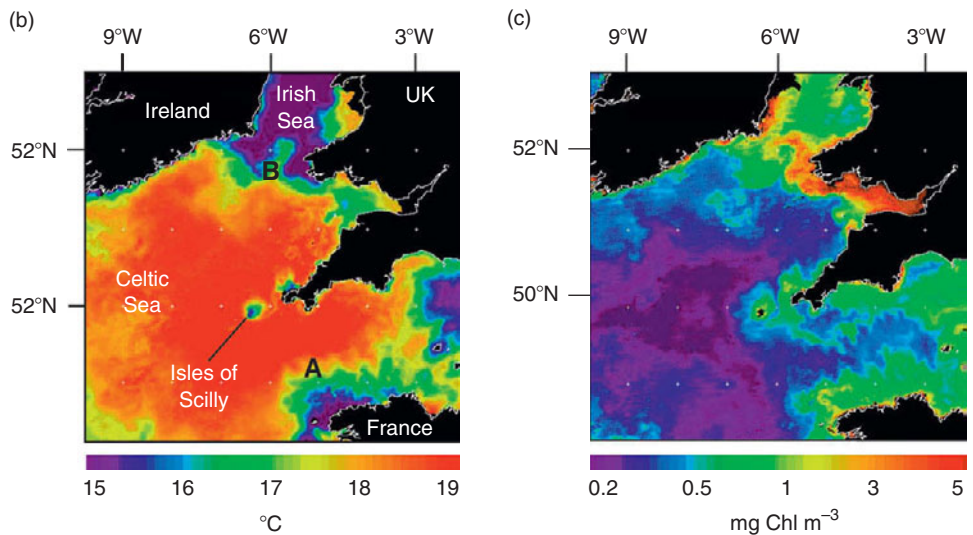 (b)
9°W 6°W 3°W
Ireland
Irish
Sea
UK
52°N
B
Celtic
Sea
52°N
Isles of
Scilly
A
France
15 16 17 18 19
°C
(c)
9°W 6°W 3°W
52°N
50°N
0.2 0.5 1 3 5
mg Chl m⁻³